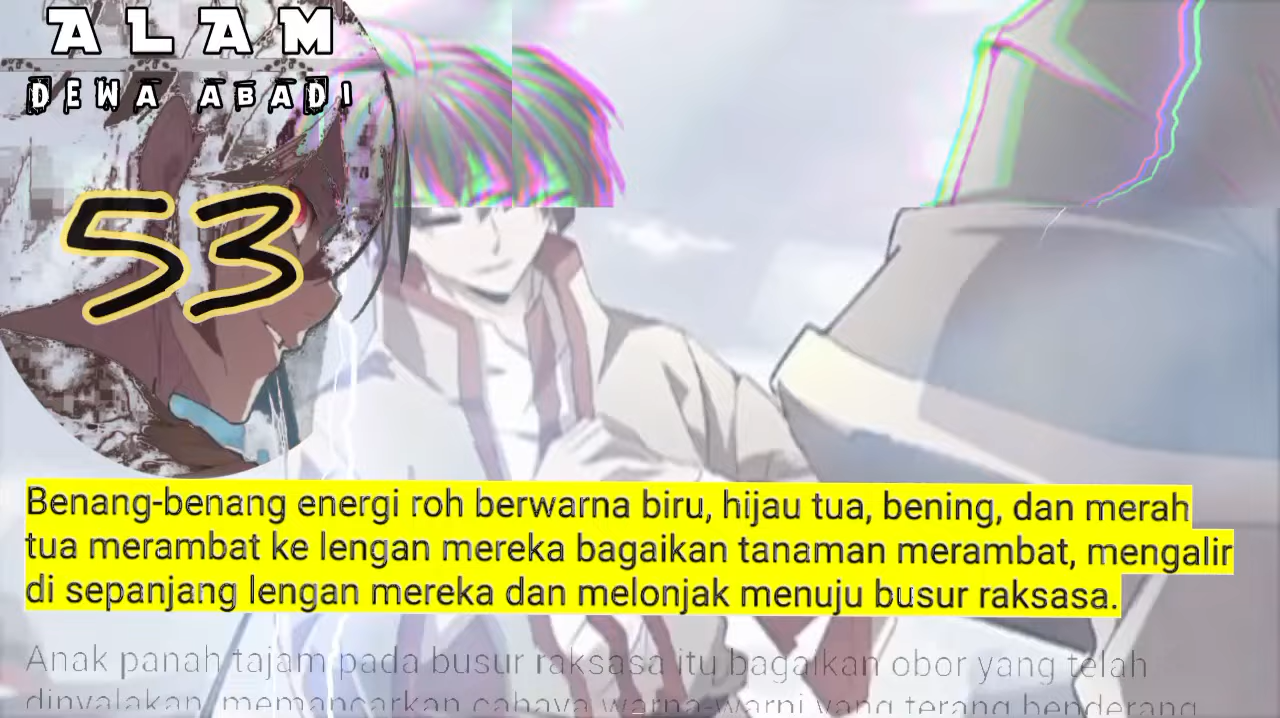 ALAM
DEWA ABADI
53
Benang-benang energi roh berwarna biru, hijau tua, bening, dan merah
tua merambat ke lengan mereka bagaikan tanaman merambat, mengalir
di sepanjang lengan mereka dan melonjak menuju busur raksasa.
Anak panah tajam pada busur raksasa itu bagaikan obor yang telah
dinyalakan, memancarkan cahaya warna-warni yang terang benderang